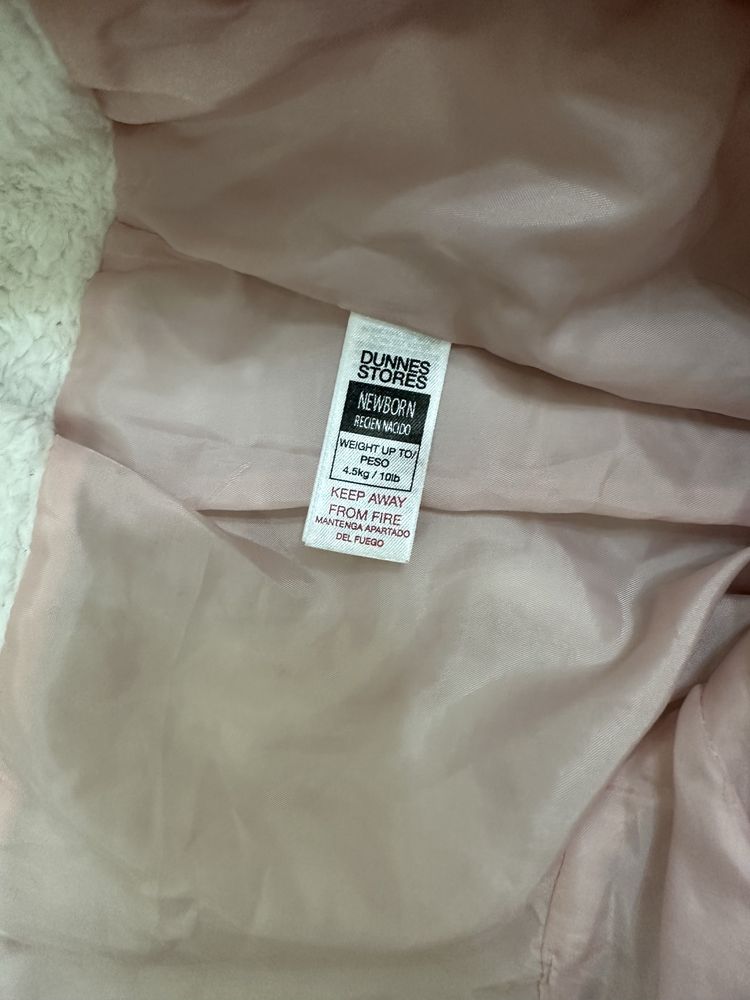 DUNNES
STORES
NEWBORN
RECIEN NACIDO
WEIGHT UP TO/
PESO
4.5kg / 10lb
KEEP AWAY
FROM FIRE
MANTENGA APARTADO
DEL FUEGO